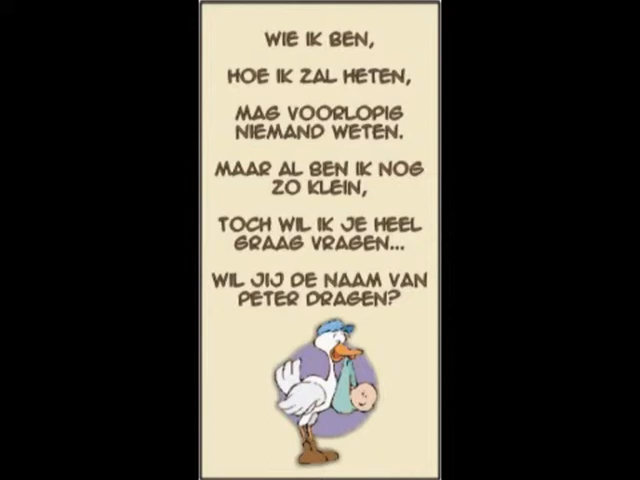 WIE IK BEN,
HOE IK ZAL HETEN,
MAG VOORLOPIG
NIEMAND WETEN.
MAAR AL BEN IK NOG
ZO KLEIN,
TOCH WIL IK JE HEEL
GRAAG VRAGEN...
WIL JIJ DE NAAM VAN
PETER DRAGEN?